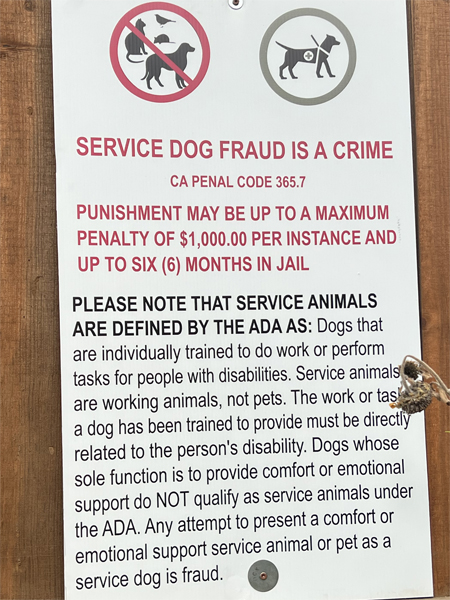 SERVICE DOG FRAUD IS A CRIME
CA PENAL CODE 365.7
PUNISHMENT MAY BE UP TO A MAXIMUM
PENALTY OF $1,000.00 PER INSTANCE AND
UP TO SIX (6) MONTHS IN JAIL
PLEASE NOTE THAT SERVICE ANIMALS
ARE DEFINED BY THE ADA AS: Dogs that
are individually trained to do work or perform
tasks for people with disabilities. Service animals
are working animals, not pets. The work or task
a dog has been trained to provide must be directly
related to the person's disability. Dogs whose
sole function is to provide comfort or emotional
support do NOT qualify as service animals under
the ADA. Any attempt to present a comfort or
emotional support service animal or pet as a
service dog is fraud.